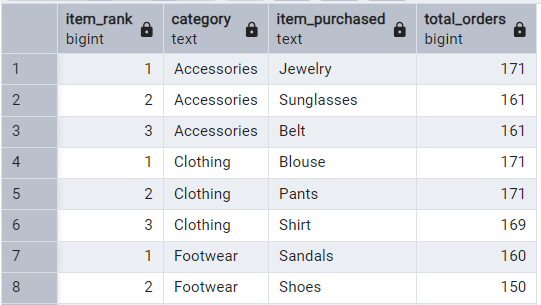 item_rank category item_purchased total_orders
bigint text text bigint
1 1 Accessories Jewelry 171
2 2 Accessories Sunglasses 161
3 3 Accessories Belt 161
4 1 Clothing Blouse 171
5 2 Clothing Pants 171
6 3 Clothing Shirt 169
7 1 Footwear Sandals 160
8 2 Footwear Shoes 150